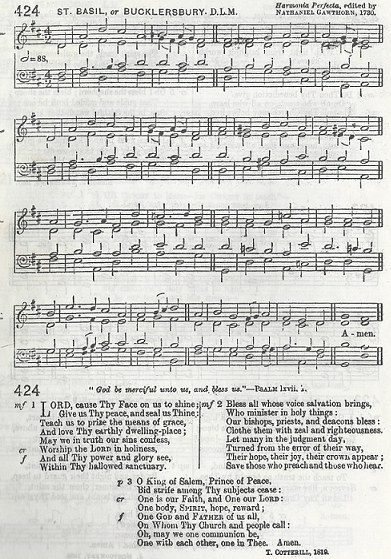 424 ST. BASIL, or BUCKLERSBURY. D.L.M.
Harmonia Perfecta, edited by
NATHANIEL GAWTHORN, 1730.
=88,
A - men.
424
" God be merciful unto us, and bless us."—PSALM lxvii. 1.
mf 1 LORD, cause Thy Face on us to shine;
Give us Thy peace, and seal us Thine;
Teach us to prize the means of grace,
And love Thy earthly dwelling-place;
May we in truth our sins confess,
cr Worship the LORD in holiness,
f And all Thy power and glory see,
Within Thy hallowed sanctuary.
mf 2 Bless all whose voice salvation brings,
Who minister in holy things:
Our bishops, priests, and deacons bless:
Clothe them with zeal and righteousness.
Let many in the judgment day,
Turned from the error of their way,
Their hope, their joy, their crown appear;
Save those who preach and those who hear.
p 3 O King of Salem, Prince of Peace,
Bid strife among Thy subjects cease:
cr One is our Faith, and One our LORD:
One body, SPIRIT, hope, reward;
f One GOD and FATHER of us all,
On Whom Thy Church and people call:
Oh, may we one communion be,
One with each other, one in Thee. Amen.
T. COTTERILL, 1819.